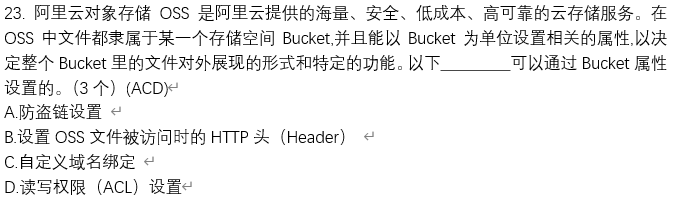 23. 阿里云对象存储 OSS 是阿里云提供的海量、安全、低成本、高可靠的云存储服务。在
OSS 中文件都隶属于某一个存储空间 Bucket,并且能以 Bucket 为单位设置相关的属性,以决
定整个 Bucket 里的文件对外展现的形式和特定的功能。以下________可以通过 Bucket 属性
设置的。（3 个）(ACD)↵
A.防盗链设置 ↵
B.设置 OSS 文件被访问时的 HTTP 头（Header） ↵
C.自定义域名绑定 ↵
D.读写权限（ACL）设置↵